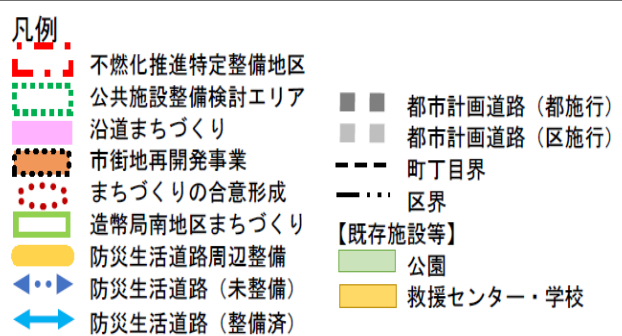 凡例
不燃化推進特定整備地区
公共施設整備検討エリア
沿道まちづくり
市街地再開発事業
まちづくりの合意形成
造幣局南地区まちづくり
防災生活道路周辺整備
防災生活道路（未整備）
防災生活道路（整備済）
都市計画道路（都施行）
都市計画道路（区施行）
町丁目界
区界
【既存施設等】
公園
救援センター・学校